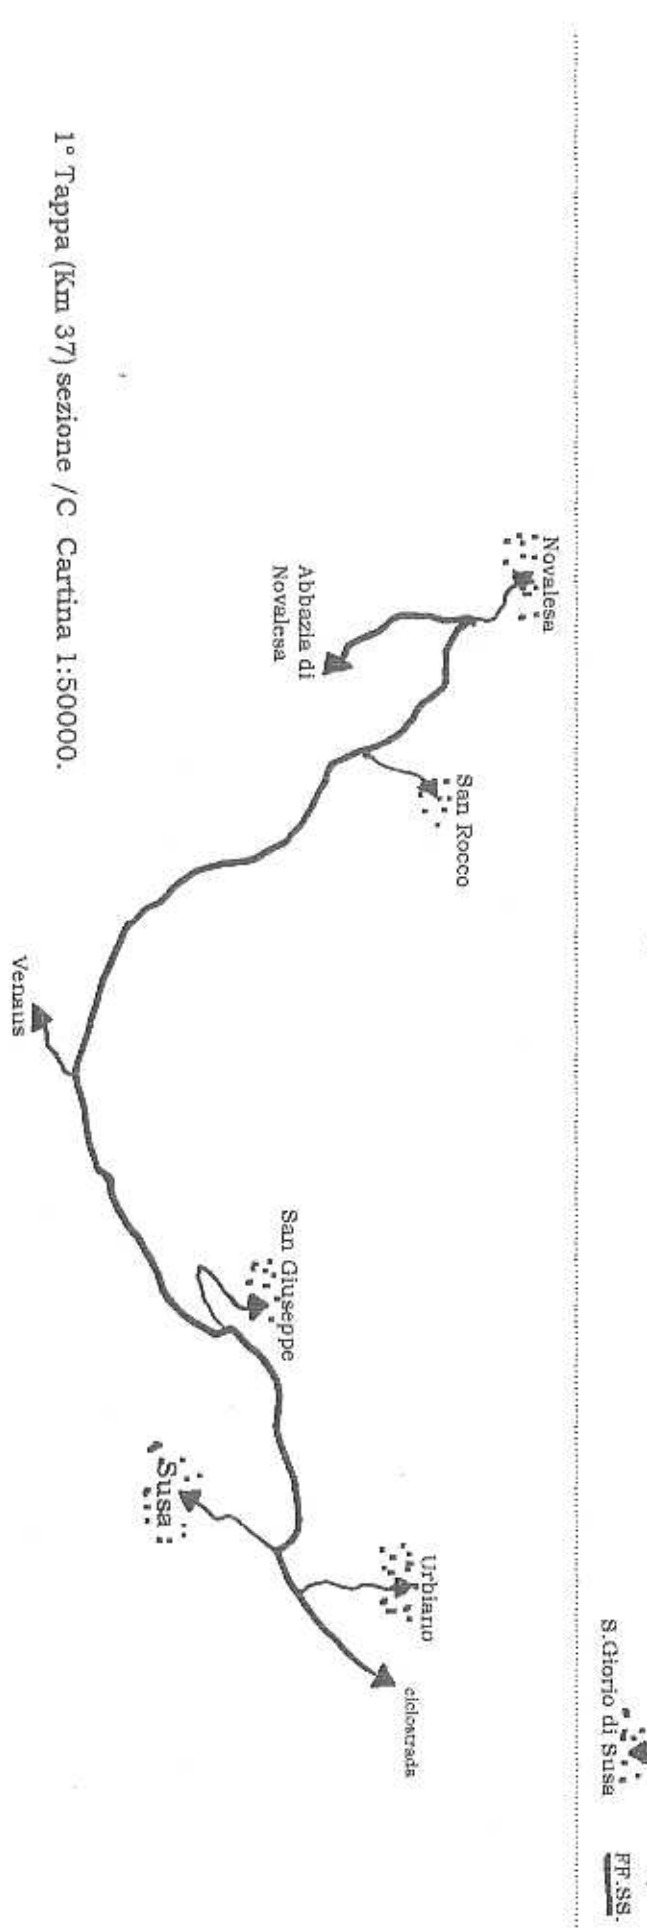 S.Giorio di Susa
FF.SS.
Novalesa
San Rocco
Urbiano
ciclostrada
Abbazia di
Novalesa
San Giuseppe
Susa
Venaus
1° Tappa (Km 37) sezione /C Cartina 1:50000.